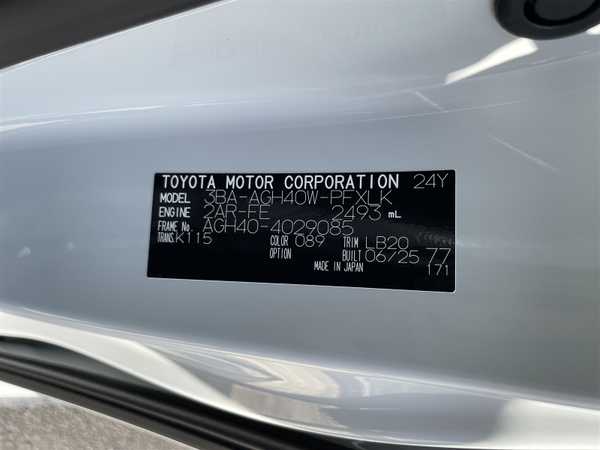 TOYOTA MOTOR CORPORATION 24Y
MODEL 3BA-AGH40W-PFXLK
ENGINE 2AR-FE 2493 mL
FRAME No. AGH40-4029085
TRANS. K115 COLOR 089 TRIM LB20
OPTION BUILT 06/25 77
MADE IN JAPAN 171